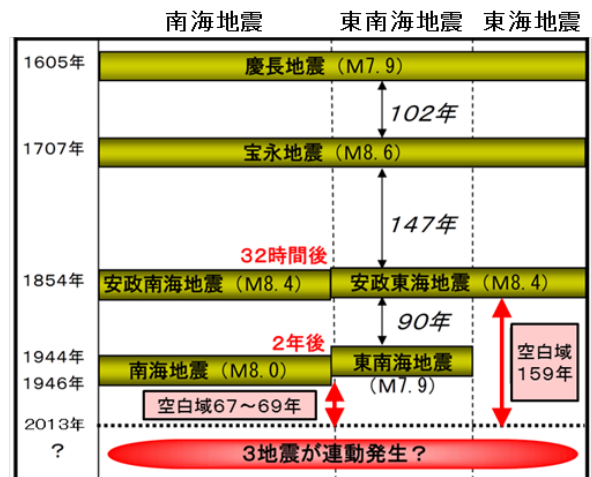 南海地震 東南海地震 東海地震
1605年 慶長地震（M7.9）
102年
1707年 宝永地震（M8.6）
147年
32時間後
1854年 安政南海地震（M8.4） 安政東海地震（M8.4）
90年
2年後
1944年 南海地震（M8.0） 東南海地震
1946年 （M7.9）
空白域
159年
空白域67～69年
2013年
? 3地震が連動発生？